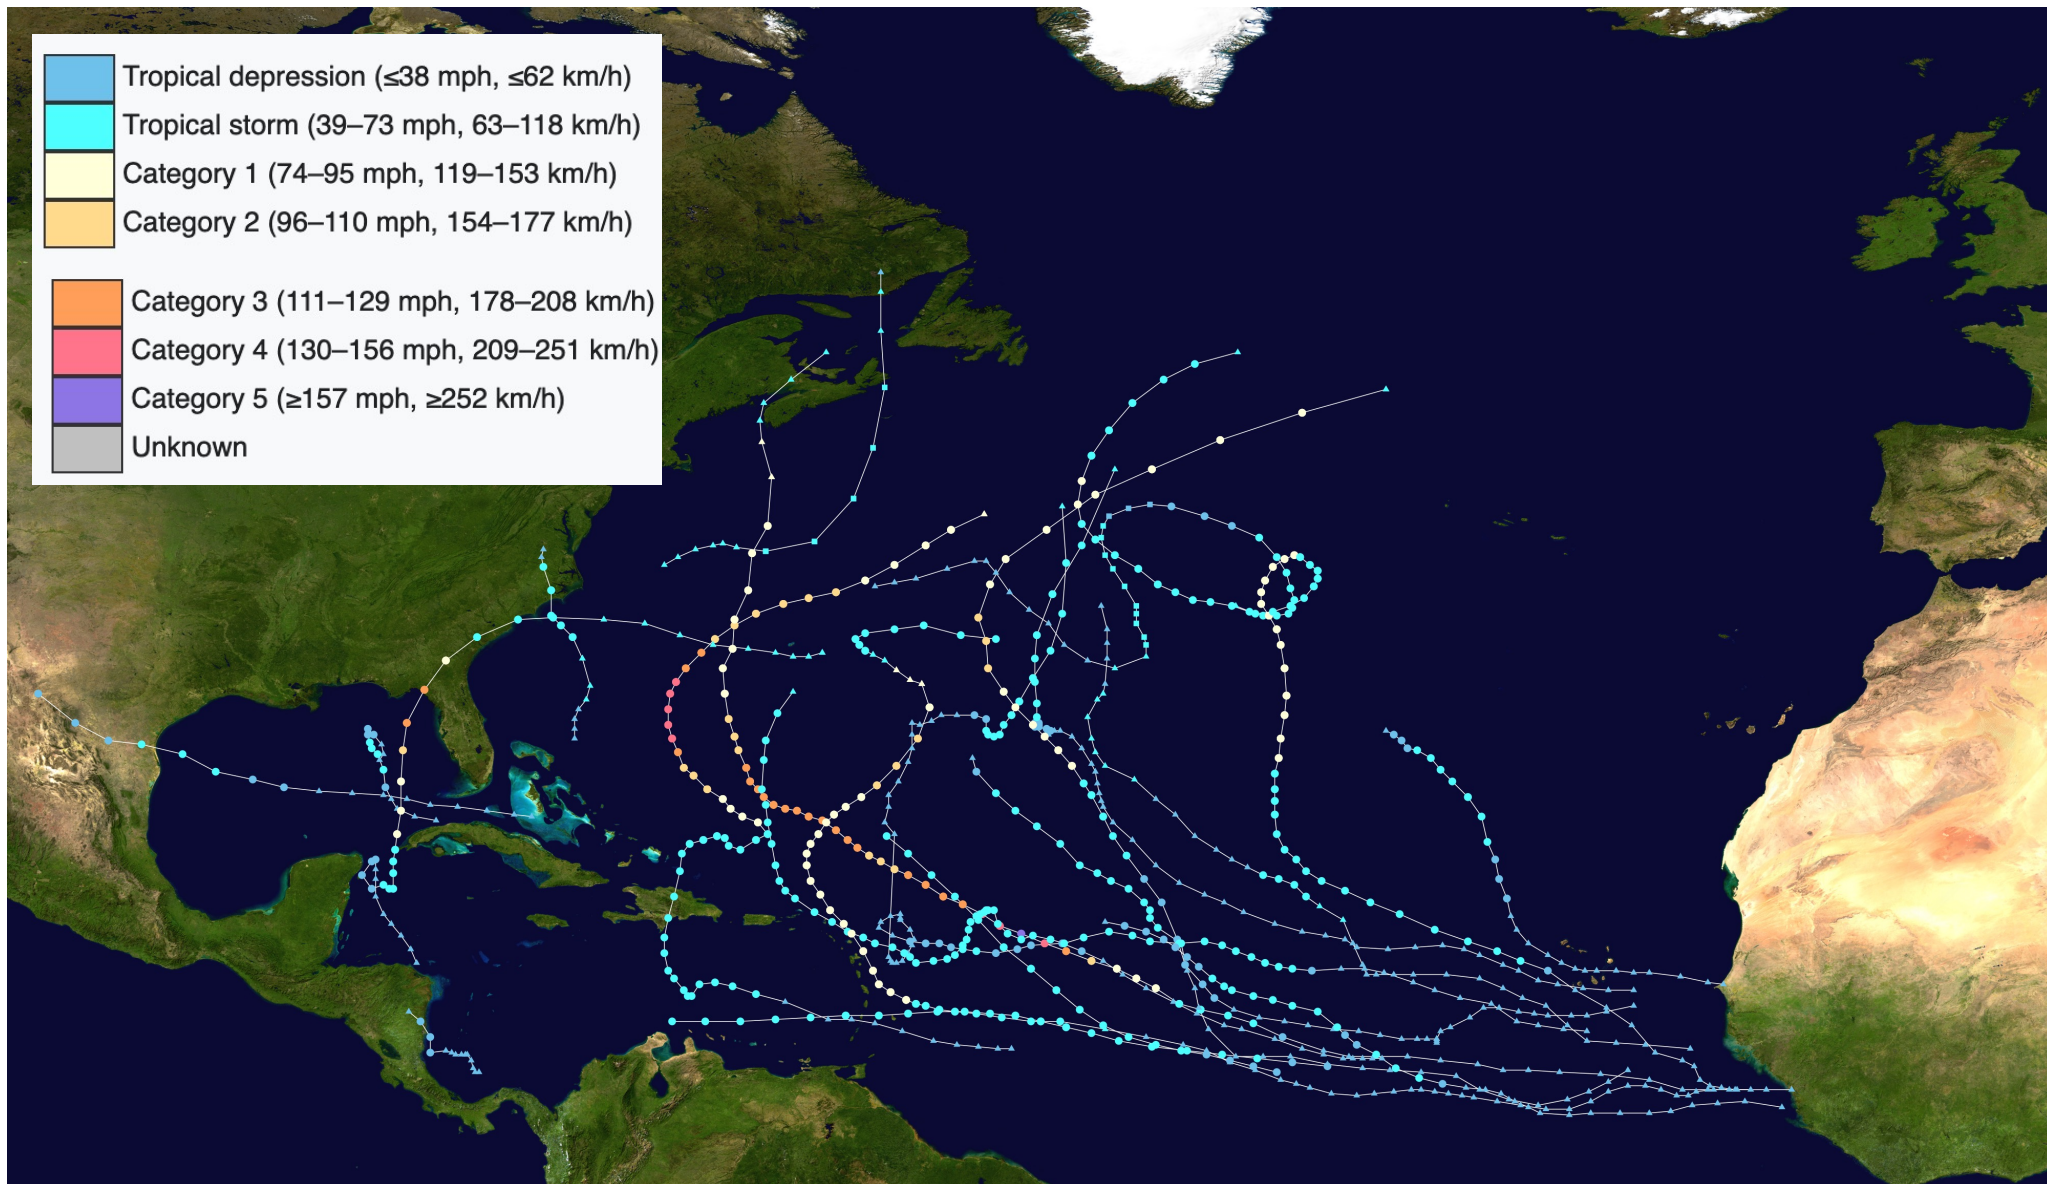 Tropical depression (≤38 mph, ≤62 km/h)
Tropical storm (39–73 mph, 63–118 km/h)
Category 1 (74–95 mph, 119–153 km/h)
Category 2 (96–110 mph, 154–177 km/h)
Category 3 (111–129 mph, 178–208 km/h)
Category 4 (130–156 mph, 209–251 km/h)
Category 5 (≥157 mph, ≥252 km/h)
Unknown